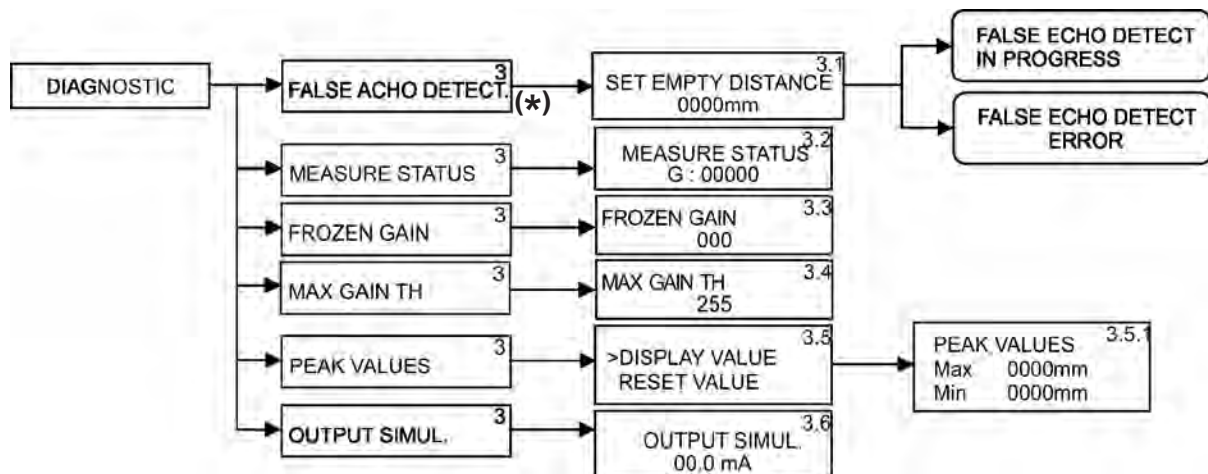 DIAGNOSTIC
3
FALSE ACHO DETECT.
(*)
3.1
SET EMPTY DISTANCE
0000mm
FALSE ECHO DETECT
IN PROGRESS
FALSE ECHO DETECT
ERROR
3
MEASURE STATUS
3.2
MEASURE STATUS
G : 00000
3
FROZEN GAIN
3.3
FROZEN GAIN
000
3
MAX GAIN TH
3.4
MAX GAIN TH
255
3
PEAK VALUES
3.5
>DISPLAY VALUE
RESET VALUE
3.5.1
PEAK VALUES
Max 0000mm
Min 0000mm
3
OUTPUT SIMUL.
3.6
OUTPUT SIMUL.
00,0 mA